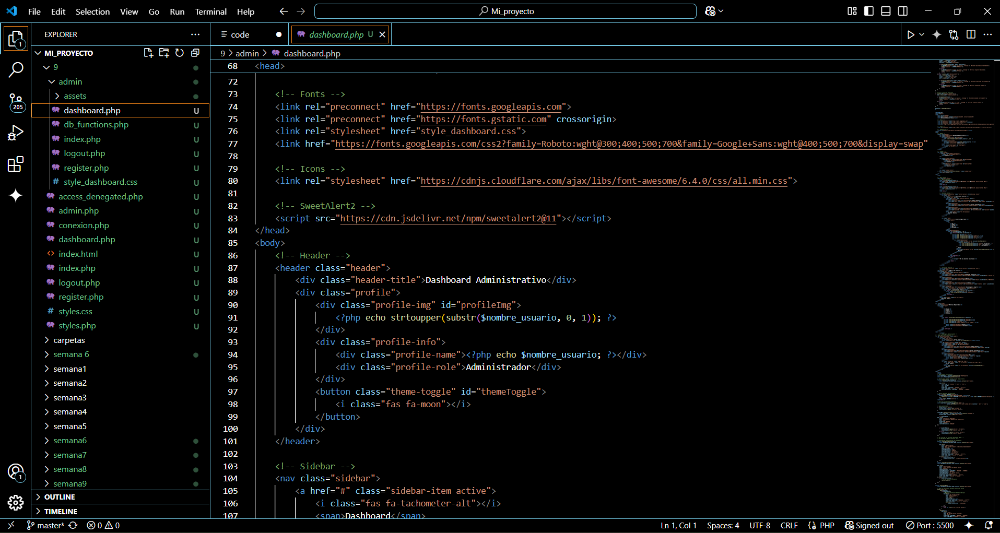 File Edit Selection View Go Run Terminal Help
Mi_proyecto
EXPLORER
MI_PROYECTO
9
admin
assets
dashboard.php U
db_functions.php U
index.php U
logout.php U
register.php U
style_dashboard.css U
access_denegated.php U
admin.php U
conexion.php U
dashboard.php U
index.html U
index.php U
logout.php U
register.php U
styles.css U
styles.php U
carpetas
semana 6
semana1
semana2
semana3
semana4
semana5
semana6
semana7
semana8
semana9
OUTLINE
TIMELINE
1
205
1
code
dashboard.php U
9 > admin > dashboard.php
68 <head>
72
73 <!-- Fonts -->
74 <link rel="preconnect" href="https://fonts.googleapis.com">
75 <link rel="preconnect" href="https://fonts.gstatic.com" crossorigin>
76 <link rel="stylesheet" href="style_dashboard.css">
77 <link href="https://fonts.googleapis.com/css2?family=Roboto:wght@300;400;500;700&family=Google+Sans:wght@400;500;700&display=swap"
78
79 <!-- Icons -->
80 <link rel="stylesheet" href="https://cdnjs.cloudflare.com/ajax/libs/font-awesome/6.4.0/css/all.min.css">
81
82 <!-- SweetAlert2 -->
83 <script src="https://cdn.jsdelivr.net/npm/sweetalert2@11"></script>
84 </head>
85 <body>
86 <!-- Header -->
87 <header class="header">
88 <div class="header-title">Dashboard Administrativo</div>
89 <div class="profile">
90 <div class="profile-img" id="profileImg">
91 <?php echo strtoupper(substr($nombre_usuario, 0, 1)); ?>
92 </div>
93 <div class="profile-info">
94 <div class="profile-name"><?php echo $nombre_usuario; ?></div>
95 <div class="profile-role">Administrador</div>
96 </div>
97 <button class="theme-toggle" id="themeToggle">
98 <i class="fas fa-moon"></i>
99 </button>
100 </div>
101 </header>
102
103 <!-- Sidebar -->
104 <nav class="sidebar">
105 <a href="#" class="sidebar-item active">
106 <i class="fas fa-tachometer-alt"></i>
107 <span>Dashboard</span>
master* 0 0
Ln 1, Col 1 Spaces: 4 UTF-8 CRLF {} PHP Signed out Port : 5500